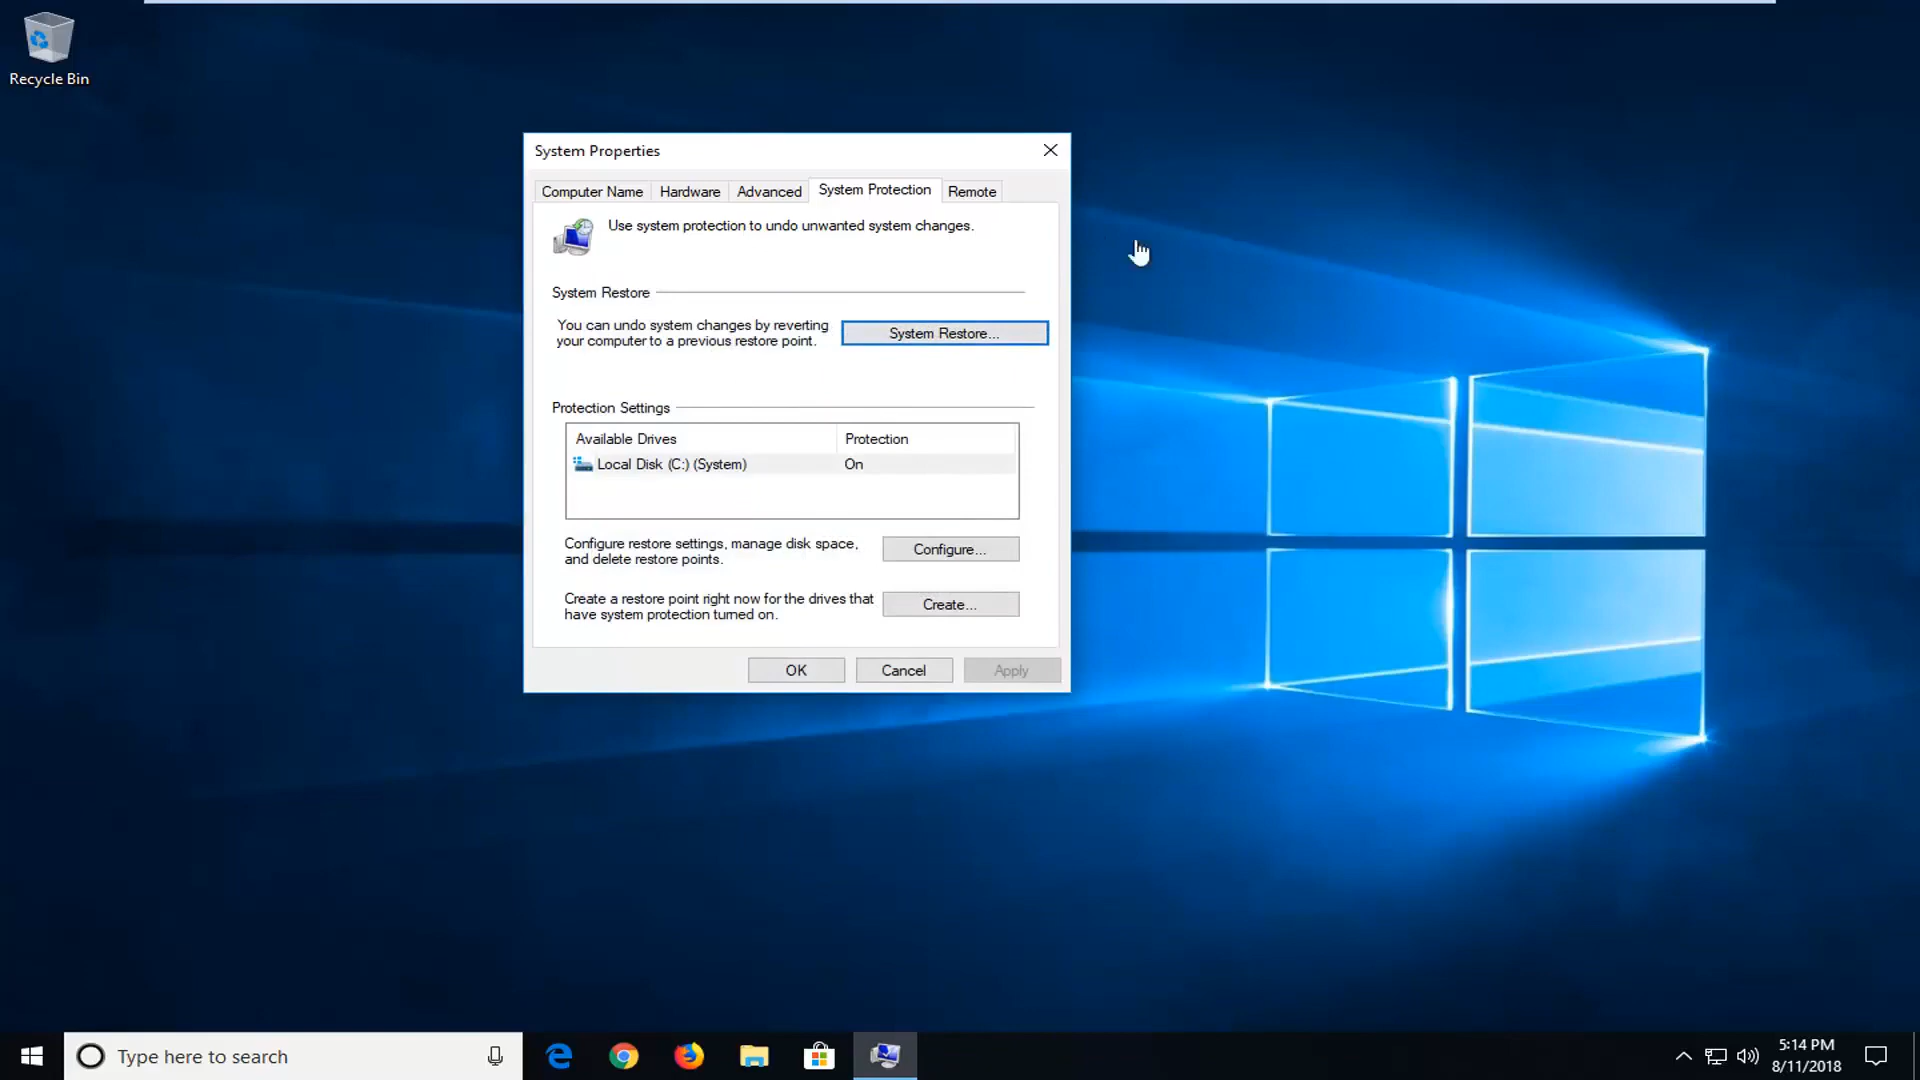 Recycle Bin
System Properties
Computer Name Hardware Advanced System Protection Remote
Use system protection to undo unwanted system changes.
System Restore
You can undo system changes by reverting
your computer to a previous restore point.
System Restore...
Protection Settings
Available Drives Protection
Local Disk (C:) (System) On
Configure restore settings, manage disk space,
and delete restore points.
Configure...
Create a restore point right now for the drives that
have system protection turned on.
Create...
OK Cancel Apply
Type here to search
5:14 PM
8/11/2018